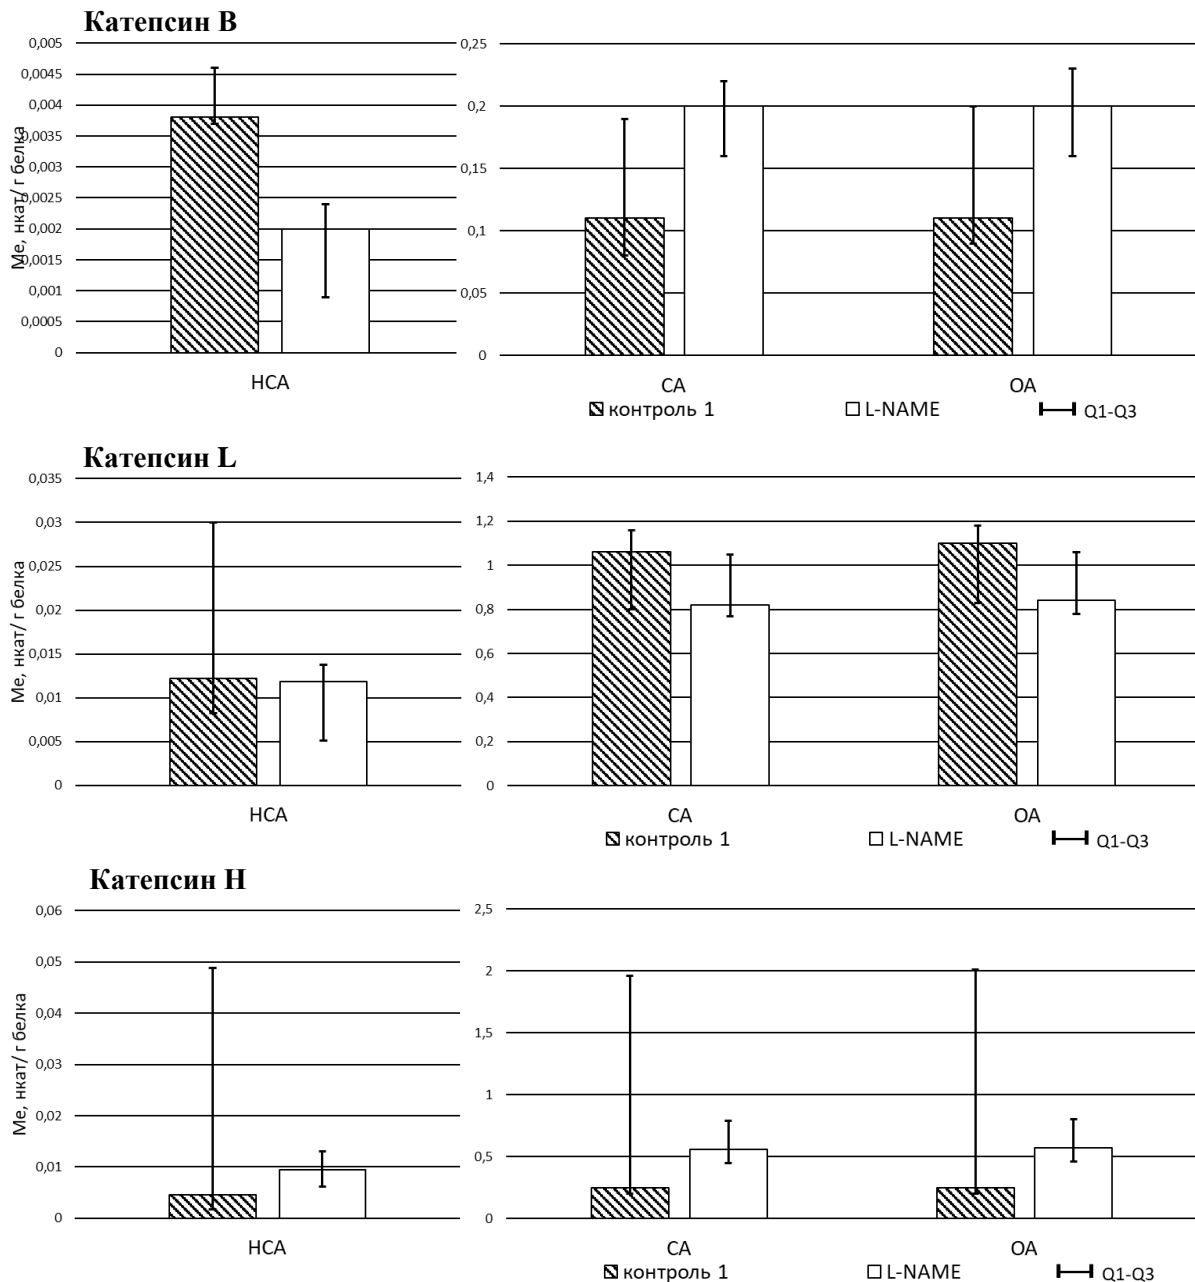 Катепсин B
Ме, нкат/ г белка
0,005
0,0045
0,004
0,0035
0,003
0,0025
0,002
0,0015
0,001
0,0005
0
НСА
0,25
0,2
0,15
0,1
0,05
0
СА
ОА
контроль 1
L-NAME
Q1-Q3
Катепсин L
Ме, нкат/ г белка
0,035
0,03
0,025
0,02
0,015
0,01
0,005
0
НСА
1,4
1,2
1
0,8
0,6
0,4
0,2
0
СА
ОА
контроль 1
L-NAME
Q1-Q3
Катепсин H
Ме, нкат/ г белка
0,06
0,05
0,04
0,03
0,02
0,01
0
НСА
2,5
2
1,5
1
0,5
0
СА
ОА
контроль 1
L-NAME
Q1-Q3